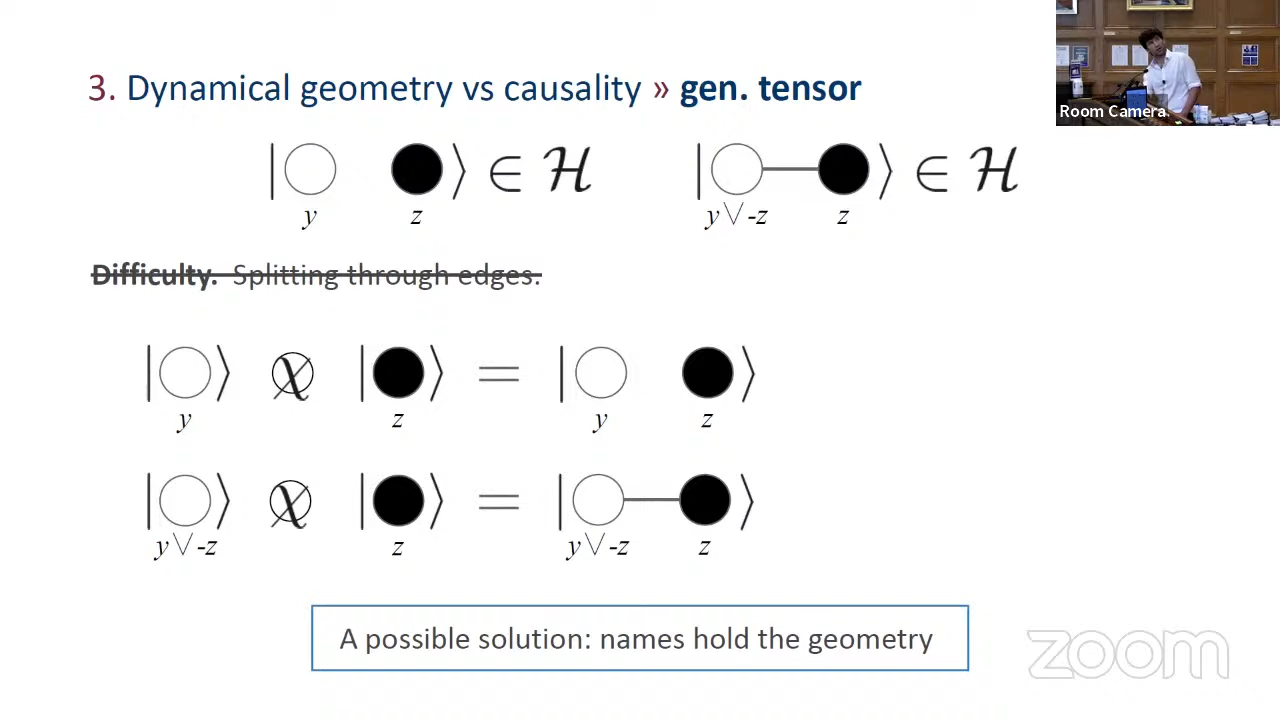 3. Dynamical geometry vs causality » gen. tensor
Room Camera
| y z ⟩ ∈ ℋ | y∨-z z ⟩ ∈ ℋ
Difficulty. Splitting through edges.
| ⟩ | ⟩ = | ⟩
y z y z
| ⟩ | ⟩ = | ⟩
y∨-z z y∨-z z
A possible solution: names hold the geometry
zoom